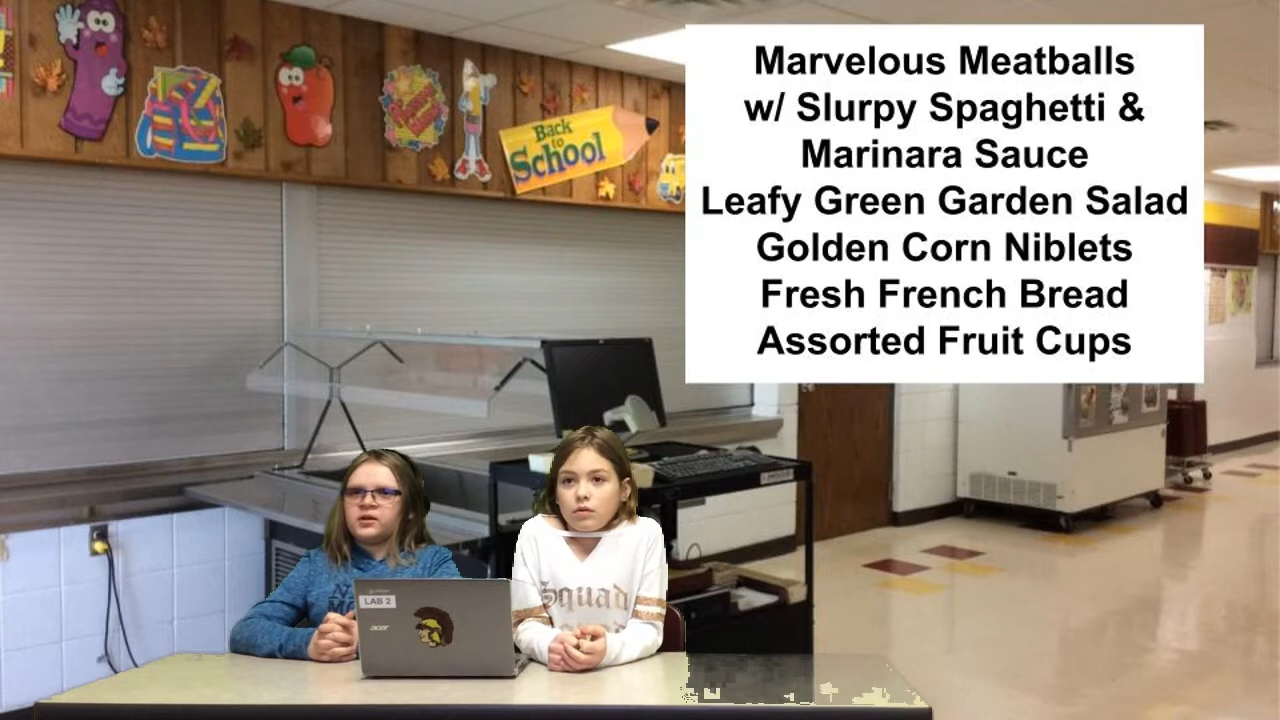 Back
to
School
Marvelous Meatballs
w/ Slurpy Spaghetti &
Marinara Sauce
Leafy Green Garden Salad
Golden Corn Niblets
Fresh French Bread
Assorted Fruit Cups
LAB 2
acer
Squad